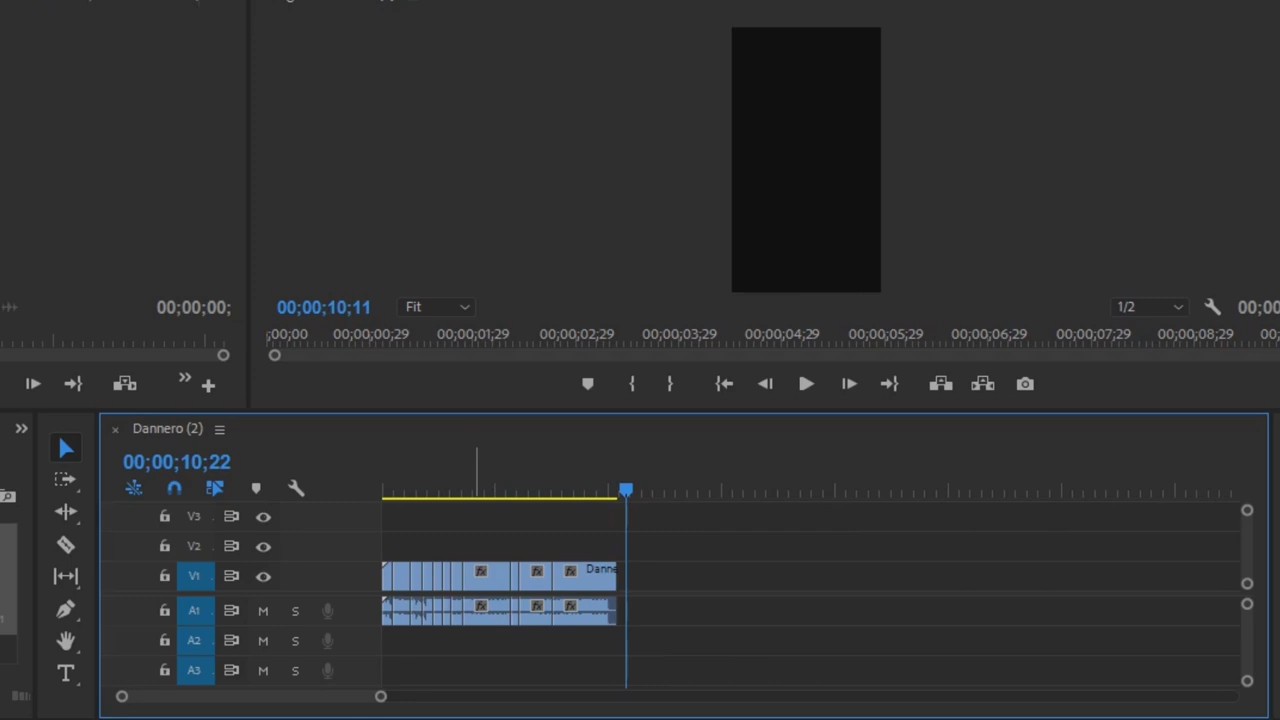 00;00;00;
00;00;10;11
Fit
1/2
00;00
;00;00
00;00;00;29
00;00;01;29
00;00;02;29
00;00;03;29
00;00;04;29
00;00;05;29
00;00;06;29
00;00;07;29
00;00;08;29
00;
Dannero (2)
00;00;10;22
V3
V2
V1
fx
fx
fx
Danne
A1
M
S
fx
fx
fx
A2
M
S
A3
M
S
T